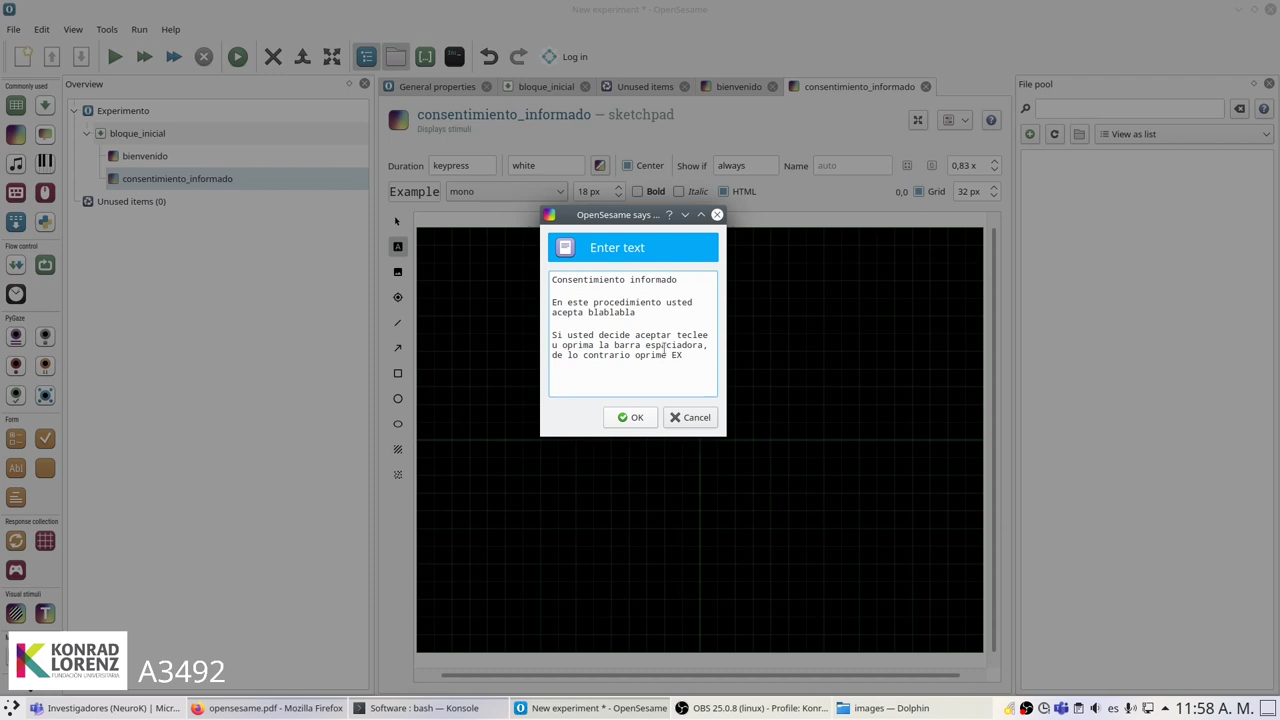 New experiment * - OpenSesame
File Edit View Tools Run Help
Log in
Commonly used
Overview
Experimento
bloque_inicial
bienvenido
consentimiento_informado
Unused items (0)
Flow control
PyGaze
Form
Response collection
Visual stimuli
General properties
bloque_inicial
Unused items
bienvenido
consentimiento_informado
consentimiento_informado — sketchpad
Displays stimuli
Duration keypress white Center Show if always Name auto 0,83 x
Example mono 18 px Bold Italic HTML 0,0 Grid 32 px
OpenSesame says ...
Enter text
Consentimiento informado
En este procedimiento usted
acepta blablabla
Si usted decide aceptar teclee
u oprima la barra espaciadora,
de lo contrario oprime EX
OK Cancel
File pool
View as list
KONRAD
LORENZ
FUNDACIÓN UNIVERSITARIA
A3492
Investigadores (NeuroK) | Micr...
opensesame.pdf - Mozilla Firefox
Software : bash — Konsole
New experiment * - OpenSesame
OBS 25.0.8 (linux) - Profile: Konr...
images — Dolphin
es
11:58 A. M.